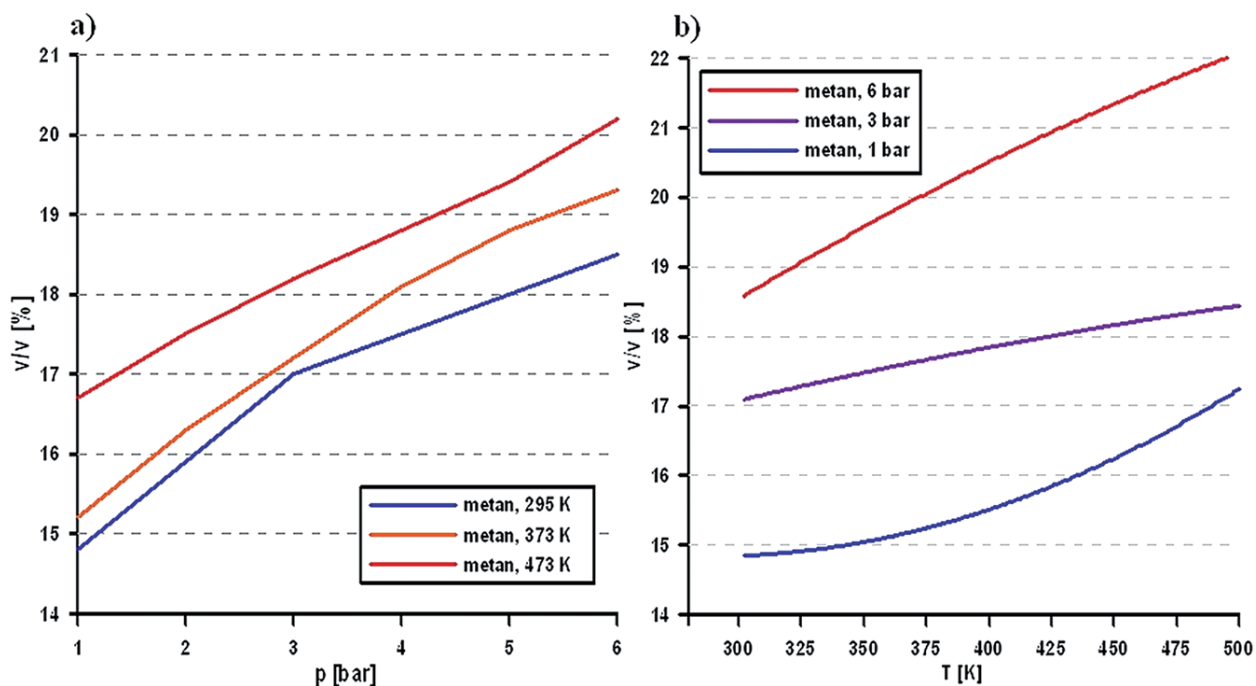 a)
21
20
19
18
17
16
15
14
v/v [%]
1 2 3 4 5 6
p [bar]
metan, 295 K
metan, 373 K
metan, 473 K
b)
22
21
20
19
18
17
16
15
14
v/v [%]
300 325 350 375 400 425 450 475 500
T [K]
metan, 6 bar
metan, 3 bar
metan, 1 bar